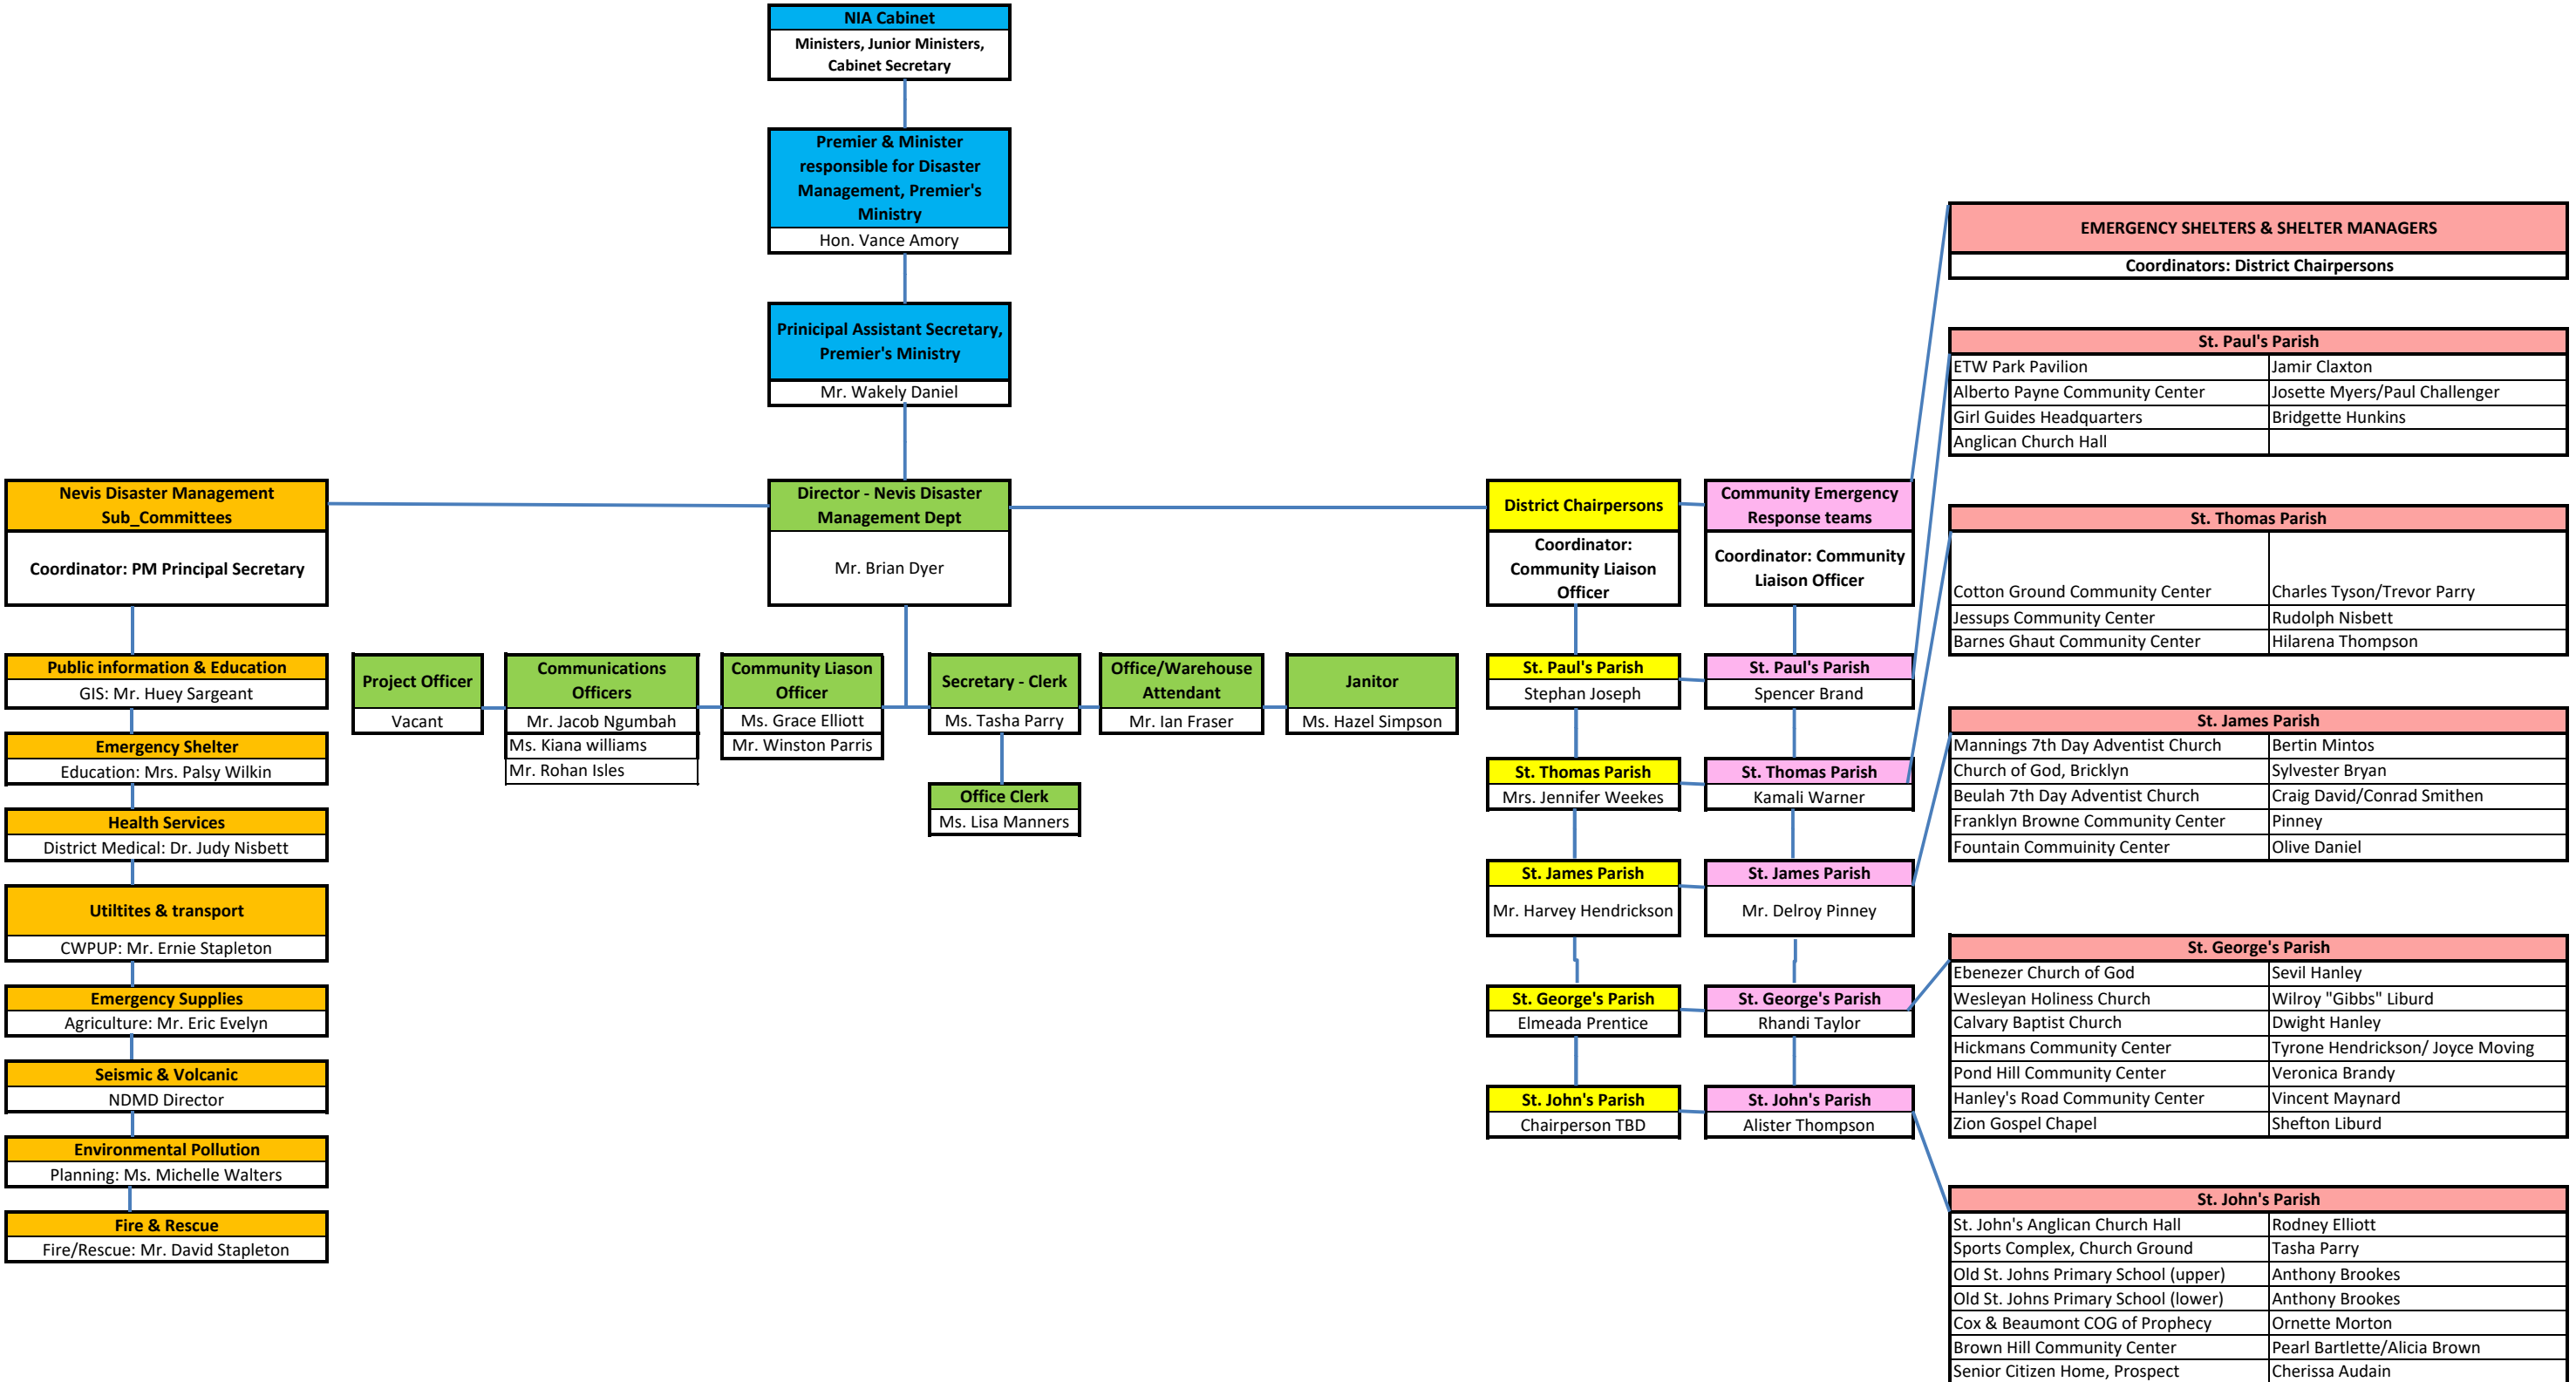 NIA Cabinet
Ministers, Junior Ministers,
Cabinet Secretary
Premier & Minister
responsible for Disaster
Management, Premier's
Ministry
Hon. Vance Amory
Prinicipal Assistant Secretary,
Premier's Ministry
Mr. Wakely Daniel
Nevis Disaster Management
Sub_Committees
Coordinator: PM Principal Secretary
Director - Nevis Disaster
Management Dept
Mr. Brian Dyer
District Chairpersons
Coordinator:
Community Liaison
Officer
Community Emergency
Response teams
Coordinator: Community
Liaison Officer
Public information & Education
GIS: Mr. Huey Sargeant
Emergency Shelter
Education: Mrs. Palsy Wilkin
Health Services
District Medical: Dr. Judy Nisbett
Utiltites & transport
CWPUP: Mr. Ernie Stapleton
Emergency Supplies
Agriculture: Mr. Eric Evelyn
Seismic & Volcanic
NDMD Director
Environmental Pollution
Planning: Ms. Michelle Walters
Fire & Rescue
Fire/Rescue: Mr. David Stapleton
Project Officer
Vacant
Communications
Officers
Mr. Jacob Ngumbah
Ms. Kiana williams
Mr. Rohan Isles
Community Liason
Officer
Ms. Grace Elliott
Mr. Winston Parris
Secretary - Clerk
Ms. Tasha Parry
Office Clerk
Ms. Lisa Manners
Office/Warehouse
Attendant
Mr. Ian Fraser
Janitor
Ms. Hazel Simpson
St. Paul's Parish
Stephan Joseph
St. Thomas Parish
Mrs. Jennifer Weekes
St. James Parish
Mr. Harvey Hendrickson
St. George's Parish
Elmeada Prentice
St. John's Parish
Chairperson TBD
St. Paul's Parish
Spencer Brand
St. Thomas Parish
Kamali Warner
St. James Parish
Mr. Delroy Pinney
St. George's Parish
Rhandi Taylor
St. John's Parish
Alister Thompson
EMERGENCY SHELTERS & SHELTER MANAGERS
Coordinators: District Chairpersons
St. Paul's Parish
ETW Park Pavilion Jamir Claxton
Alberto Payne Community Center Josette Myers/Paul Challenger
Girl Guides Headquarters Bridgette Hunkins
Anglican Church Hall
St. Thomas Parish
Cotton Ground Community Center Charles Tyson/Trevor Parry
Jessups Community Center Rudolph Nisbett
Barnes Ghaut Community Center Hilarena Thompson
St. James Parish
Mannings 7th Day Adventist Church Bertin Mintos
Church of God, Bricklyn Sylvester Bryan
Beulah 7th Day Adventist Church Craig David/Conrad Smithen
Franklyn Browne Community Center Pinney
Fountain Commuinity Center Olive Daniel
St. George's Parish
Ebenezer Church of God Sevil Hanley
Wesleyan Holiness Church Wilroy "Gibbs" Liburd
Calvary Baptist Church Dwight Hanley
Hickmans Community Center Tyrone Hendrickson/ Joyce Moving
Pond Hill Community Center Veronica Brandy
Hanley's Road Community Center Vincent Maynard
Zion Gospel Chapel Shefton Liburd
St. John's Parish
St. John's Anglican Church Hall Rodney Elliott
Sports Complex, Church Ground Tasha Parry
Old St. Johns Primary School (upper) Anthony Brookes
Old St. Johns Primary School (lower) Anthony Brookes
Cox & Beaumont COG of Prophecy Ornette Morton
Brown Hill Community Center Pearl Bartlette/Alicia Brown
Senior Citizen Home, Prospect Cherissa Audain